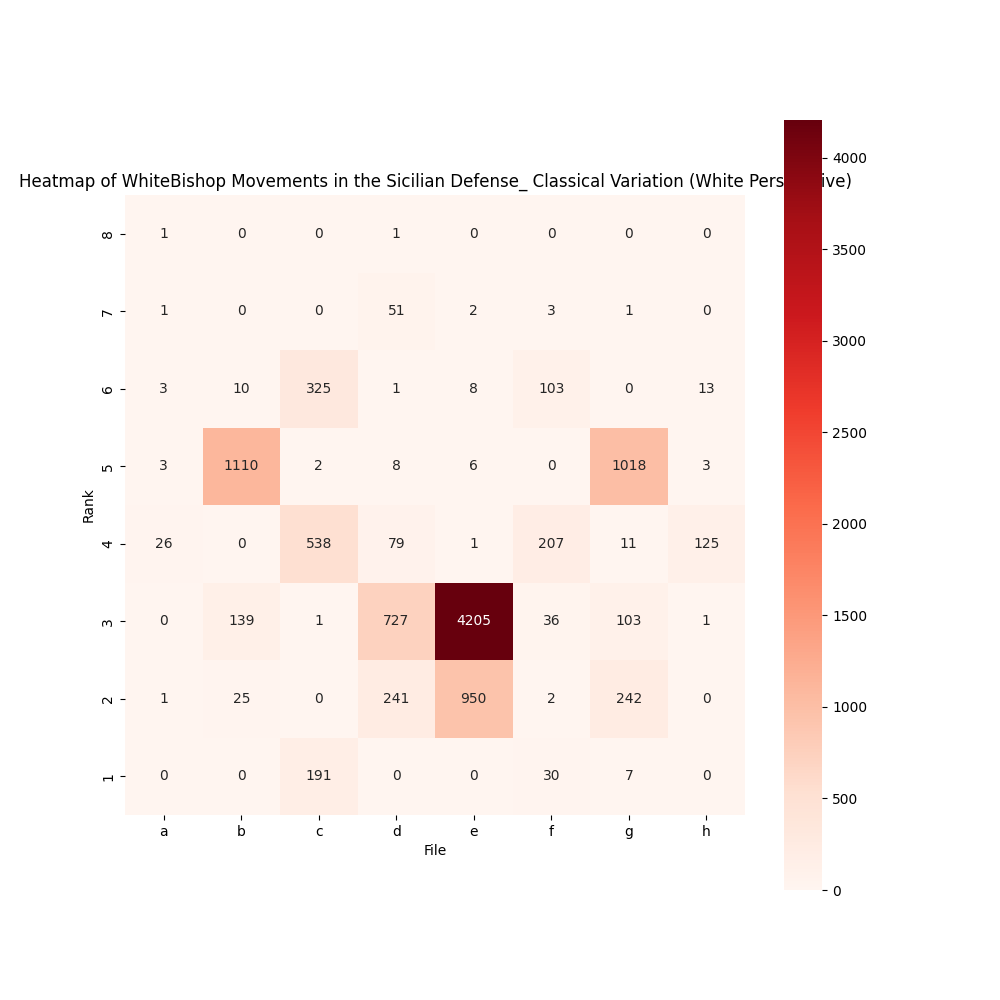 Heatmap of WhiteBishop Movements in the Sicilian Defense_ Classical Variation (White Perspective)
8 1 0 0 1 0 0 0 0
7 1 0 0 51 2 3 1 0
6 3 10 325 1 8 103 0 13
5 3 1110 2 8 6 0 1018 3
4 26 0 538 79 1 207 11 125
3 0 139 1 727 4205 36 103 1
2 1 25 0 241 950 2 242 0
1 0 0 191 0 0 30 7 0
a b c d e f g h
Rank
File
4000
3500
3000
2500
2000
1500
1000
500
0